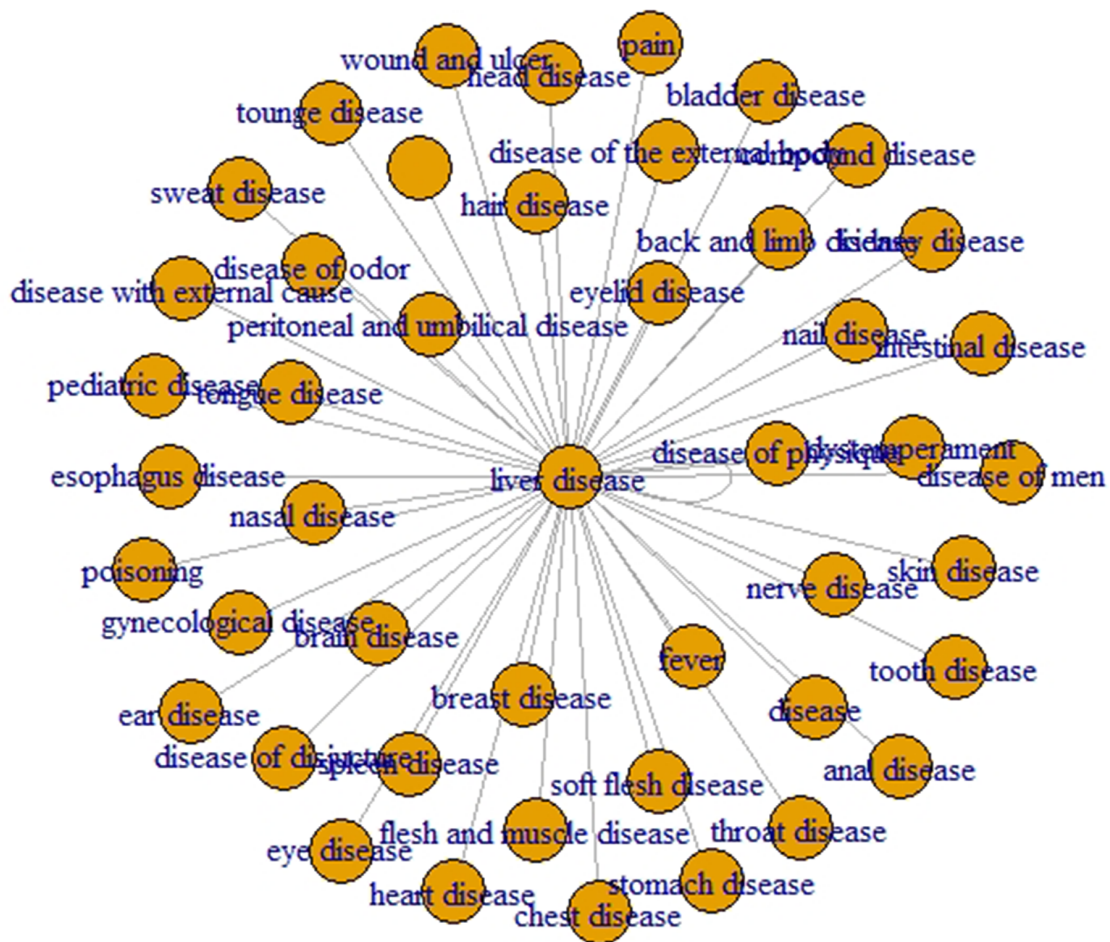 pain
wound and ulcer
head disease
bladder disease
tounge disease
disease of the external body
compound disease
sweat disease
hair disease
back and limb disease
kidney disease
disease of odor
disease with external cause
eyelid disease
peritoneal and umbilical disease
nail disease
intestinal disease
pediatric disease
tongue disease
disease of physique
dystemperament
esophagus disease
liver disease
disease of men
nasal disease
poisoning
skin disease
nerve disease
gynecological disease
brain disease
fever
tooth disease
breast disease
ear disease
disease
disease of disjuncture
spleen disease
anal disease
soft flesh disease
flesh and muscle disease
throat disease
eye disease
heart disease
stomach disease
chest disease